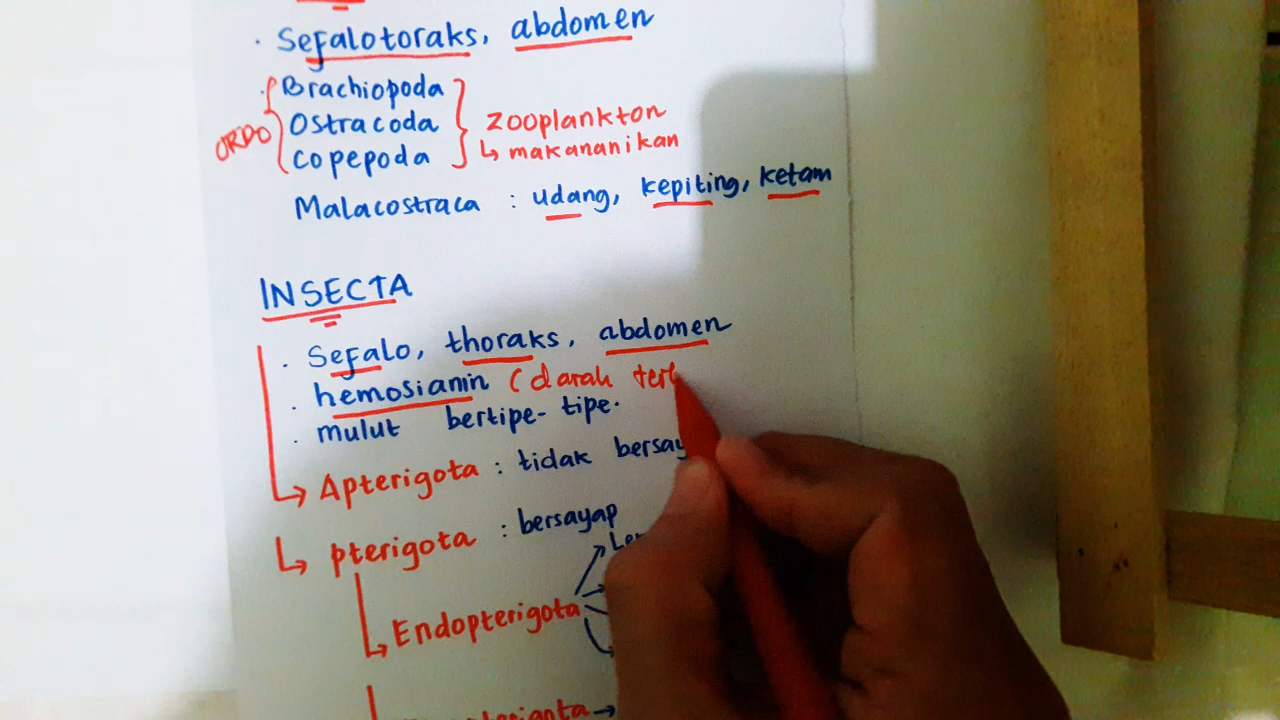 · Sefalotoraks, abdomen
· Brachiopoda
ORDO
Ostracoda
Copepoda
zooplankton
↳ makanan ikan
Malacostraca : udang, kepiting, ketam
INSECTA
· Sefalo, thoraks, abdomen
· hemosianin (darah
· mulut bertipe-tipe.
↳ Apterigota : tidak
↳ pterigota : bersayap
↳ Endopterigota